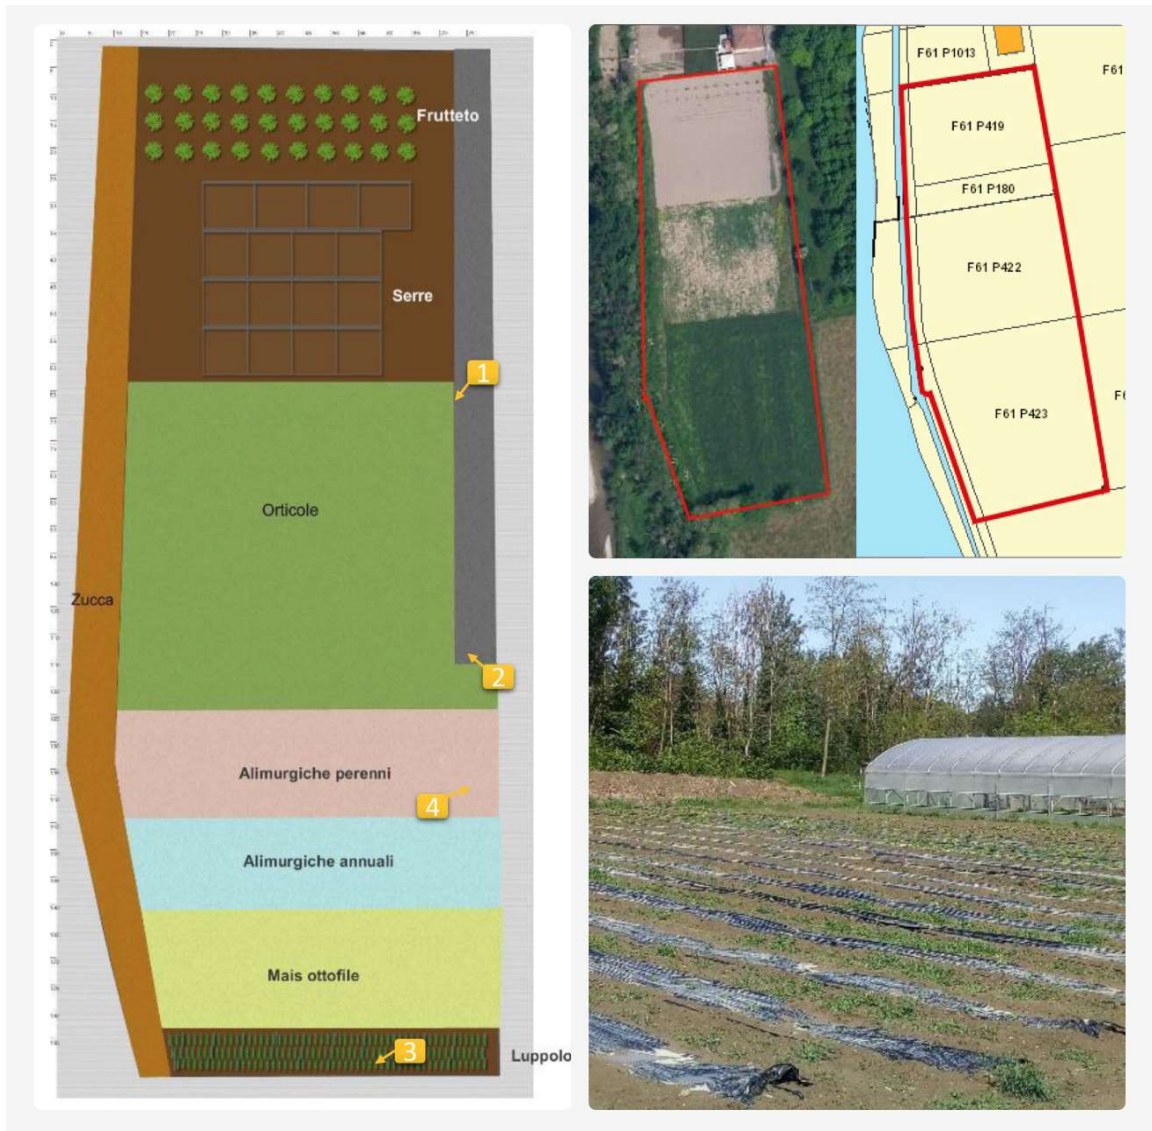 Frutteto
Serre
1
Orticole
Zucca
2
Alimurgiche perenni
4
Alimurgiche annuali
Mais ottofile
3
Luppolo
F61 P1013
F61
F61 P419
F61 P180
F61 P422
F61 P423